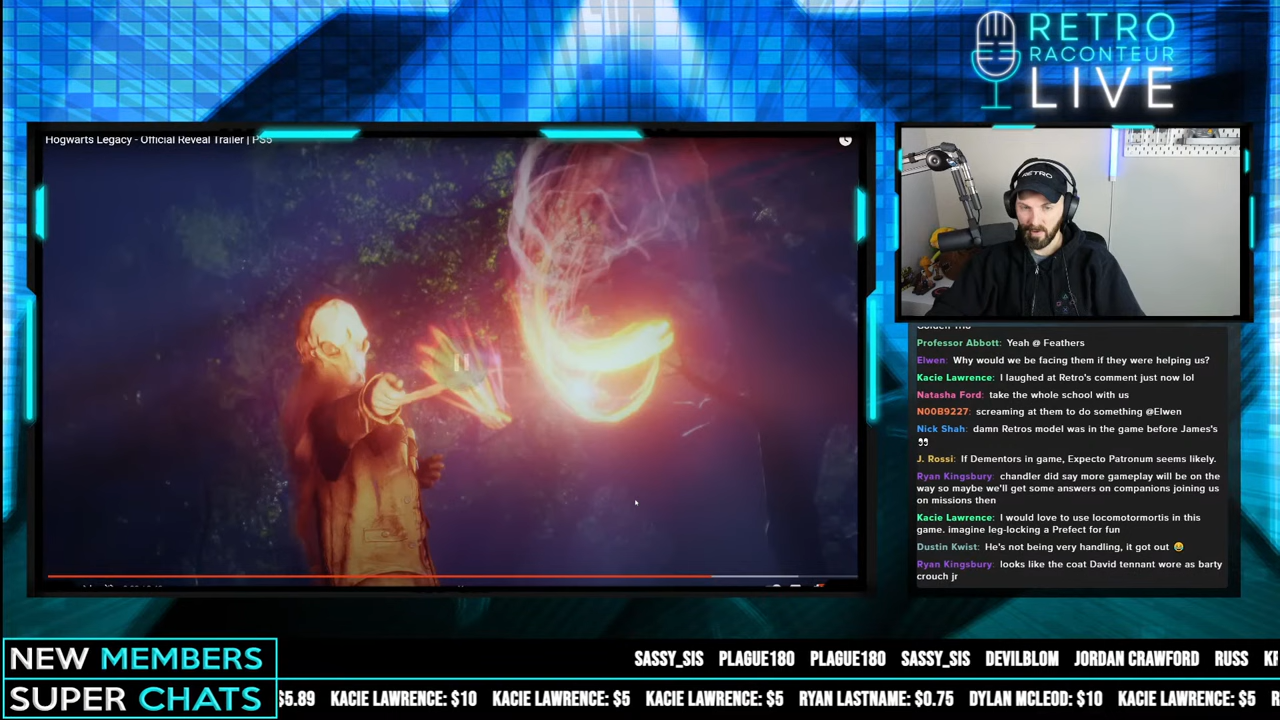 RETRO
RACONTEUR
LIVE
Hogwarts Legacy - Official Reveal Trailer | PS5
RETRO
Golden Trio
Professor Abbott: Yeah @ Feathers
Elwen: Why would we be facing them if they were helping us?
Kacie Lawrence: I laughed at Retro's comment just now lol
Natasha Ford: take the whole school with us
N00B9227: screaming at them to do something @Elwen
Nick Shah: damn Retros model was in the game before James's
👀
J. Rossi: If Dementors in game, Expecto Patronum seems likely.
Ryan Kingsbury: chandler did say more gameplay will be on the
way so maybe we'll get some answers on companions joining us
on missions then
Kacie Lawrence: I would love to use locomotormortis in this
game. imagine leg-locking a Prefect for fun
Dustin Kwist: He's not being very handling, it got out 😆
Ryan Kingsbury: looks like the coat David tennant wore as barty
crouch jr
NEW MEMBERS
SASSY_SIS PLAGUE180 PLAGUE180 SASSY_SIS DEVILBLOM JORDAN CRAWFORD RUSS
SUPER CHATS
$5.89 KACIE LAWRENCE: $10 KACIE LAWRENCE: $5 KACIE LAWRENCE: $5 RYAN LASTNAME: $0.75 DYLAN MCLEOD: $10 KACIE LAWRENCE: $5